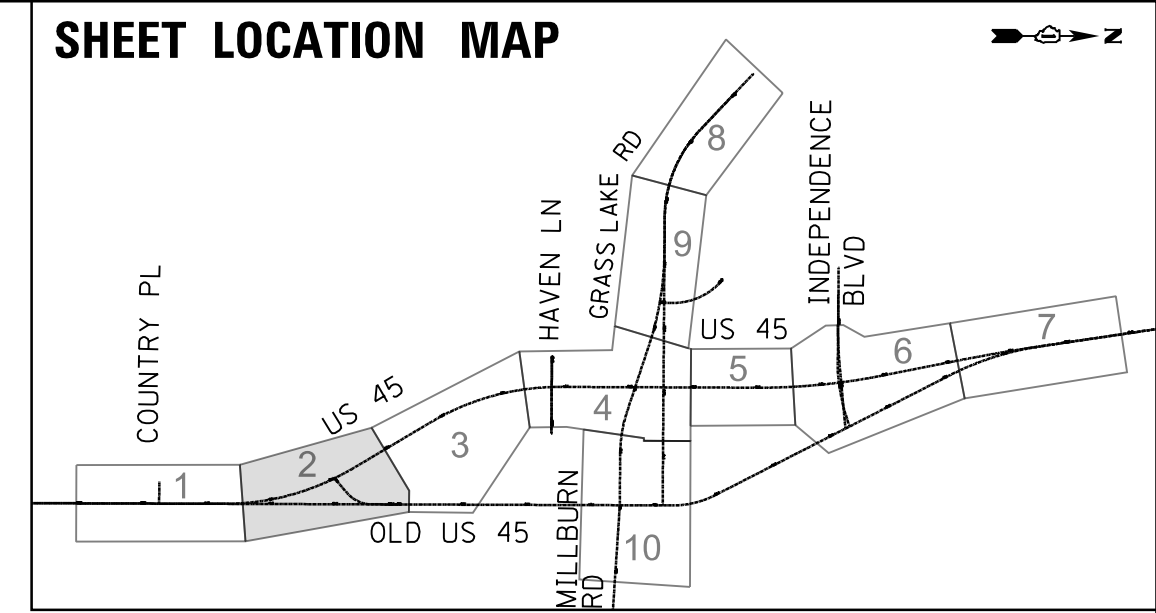 SHEET LOCATION MAP
N
8
GRASS LAKE RD
INDEPENDENCE
BLVD
HAVEN LN
9
COUNTRY PL
US 45
7
6
5
US 45
4
3
2
1
OLD US 45
MILLBURN
RD
10